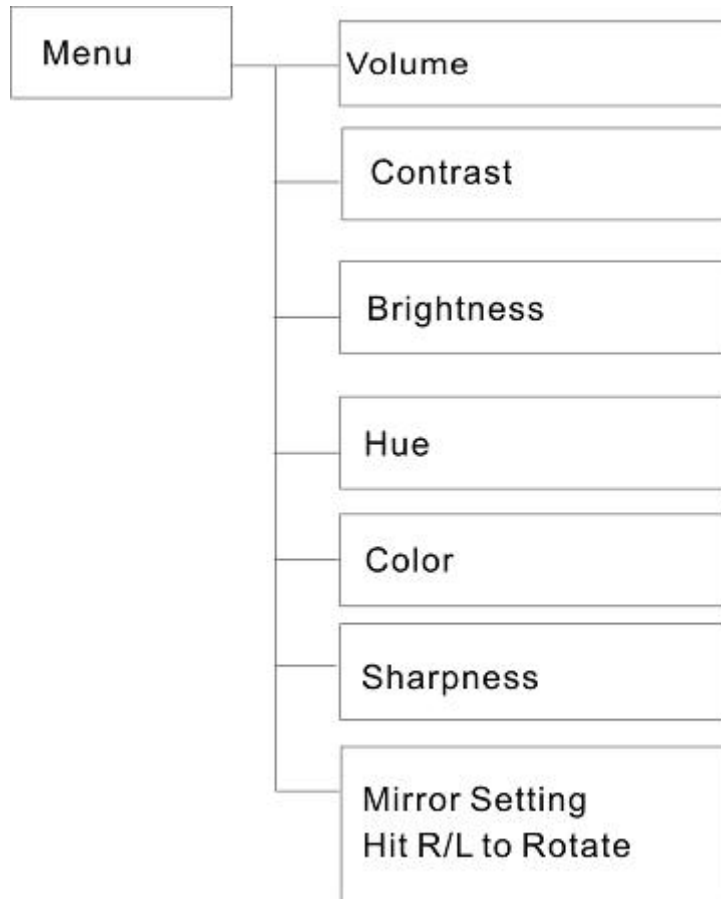 Menu
Volume
Contrast
Brightness
Hue
Color
Sharpness
Mirror Setting
Hit R/L to Rotate